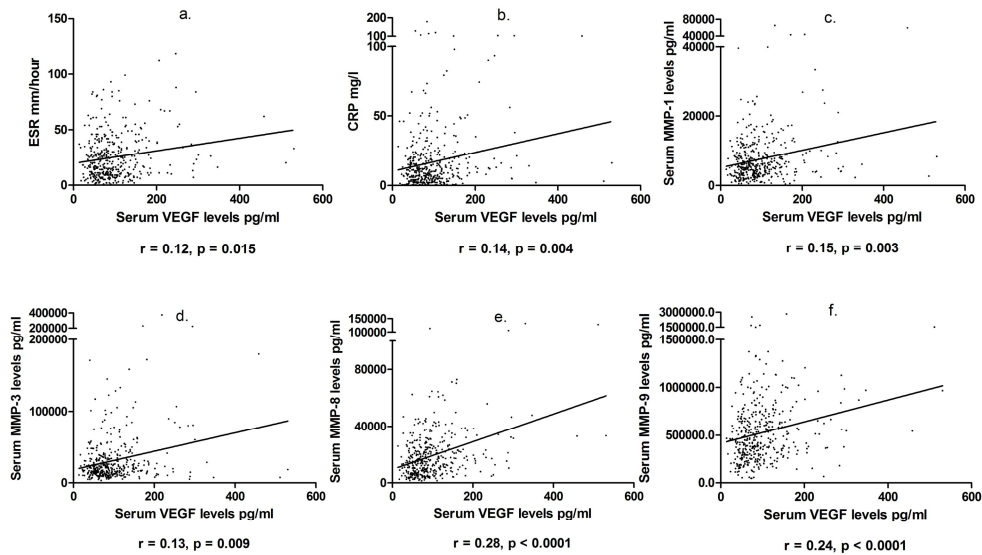 a.
ESR mm/hour
150
100
50
0
0 200 400 600
Serum VEGF levels pg/ml
r = 0.12, p = 0.015
b.
CRP mg/l
200
100
100
50
0
0 200 400 600
Serum VEGF levels pg/ml
r = 0.14, p = 0.004
c.
Serum MMP-1 levels pg/ml
80000
40000
40000
20000
0
0 200 400 600
Serum VEGF levels pg/ml
r = 0.15, p = 0.003
d.
Serum MMP-3 levels pg/ml
400000
200000
200000
100000
0
0 200 400 600
Serum VEGF levels pg/ml
r = 0.13, p = 0.009
e.
Serum MMP-8 levels pg/ml
150000
100000
80000
40000
0
0 200 400 600
Serum VEGF levels pg/ml
r = 0.28, p < 0.0001
f.
Serum MMP-9 levels pg/ml
3000000.0
1500000.0
1500000.0
1000000.0
500000.0
0.0
0 200 400 600
Serum VEGF levels pg/ml
r = 0.24, p < 0.0001